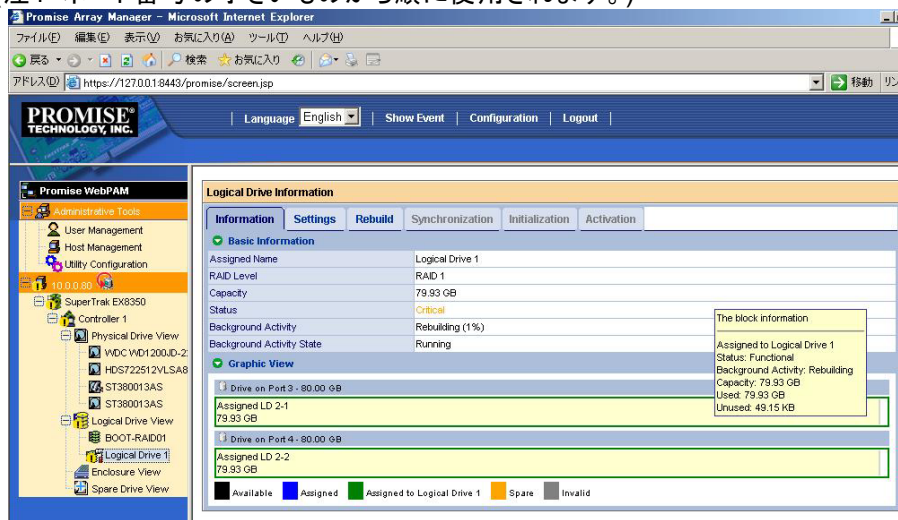 Promise Array Manager - Microsoft Internet Explorer
ファイル(F) 編集(E) 表示(V) お気に入り(A) ツール(T) ヘルプ(H)
戻る 検索 お気に入り
アドレス(D) https://127.0.0.1:8443/promise/screen.jsp 移動
PROMISE®
TECHNOLOGY, INC.
| Language English | Show Event | Configuration | Logout |
Promise WebPAM
Administrative Tools
User Management
Host Management
Utility Configuration
10.0.0.80
SuperTrak EX8350
Controller 1
Physical Drive View
WDC WD1200JD-2
HDS722512VLSA8
ST380013AS
ST380013AS
Logical Drive View
BOOT-RAID01
Logical Drive 1
Enclosure View
Spare Drive View
Logical Drive Information
Information Settings Rebuild Synchronization Initialization Activation
Basic Information
Assigned Name Logical Drive 1
RAID Level RAID 1
Capacity 79.93 GB
Status Critical
Background Activity Rebuilding (1%)
Background Activity State Running
Graphic View
Drive on Port 3 - 80.00 GB
Assigned LD 2-1
79.93 GB
Drive on Port 4 - 80.00 GB
Assigned LD 2-2
79.93 GB
Available Assigned Assigned to Logical Drive 1 Spare Invalid
The block information
Assigned to Logical Drive 1
Status: Functional
Background Activity: Rebuilding
Capacity: 79.93 GB
Used: 79.93 GB
Unused: 49.15 KB